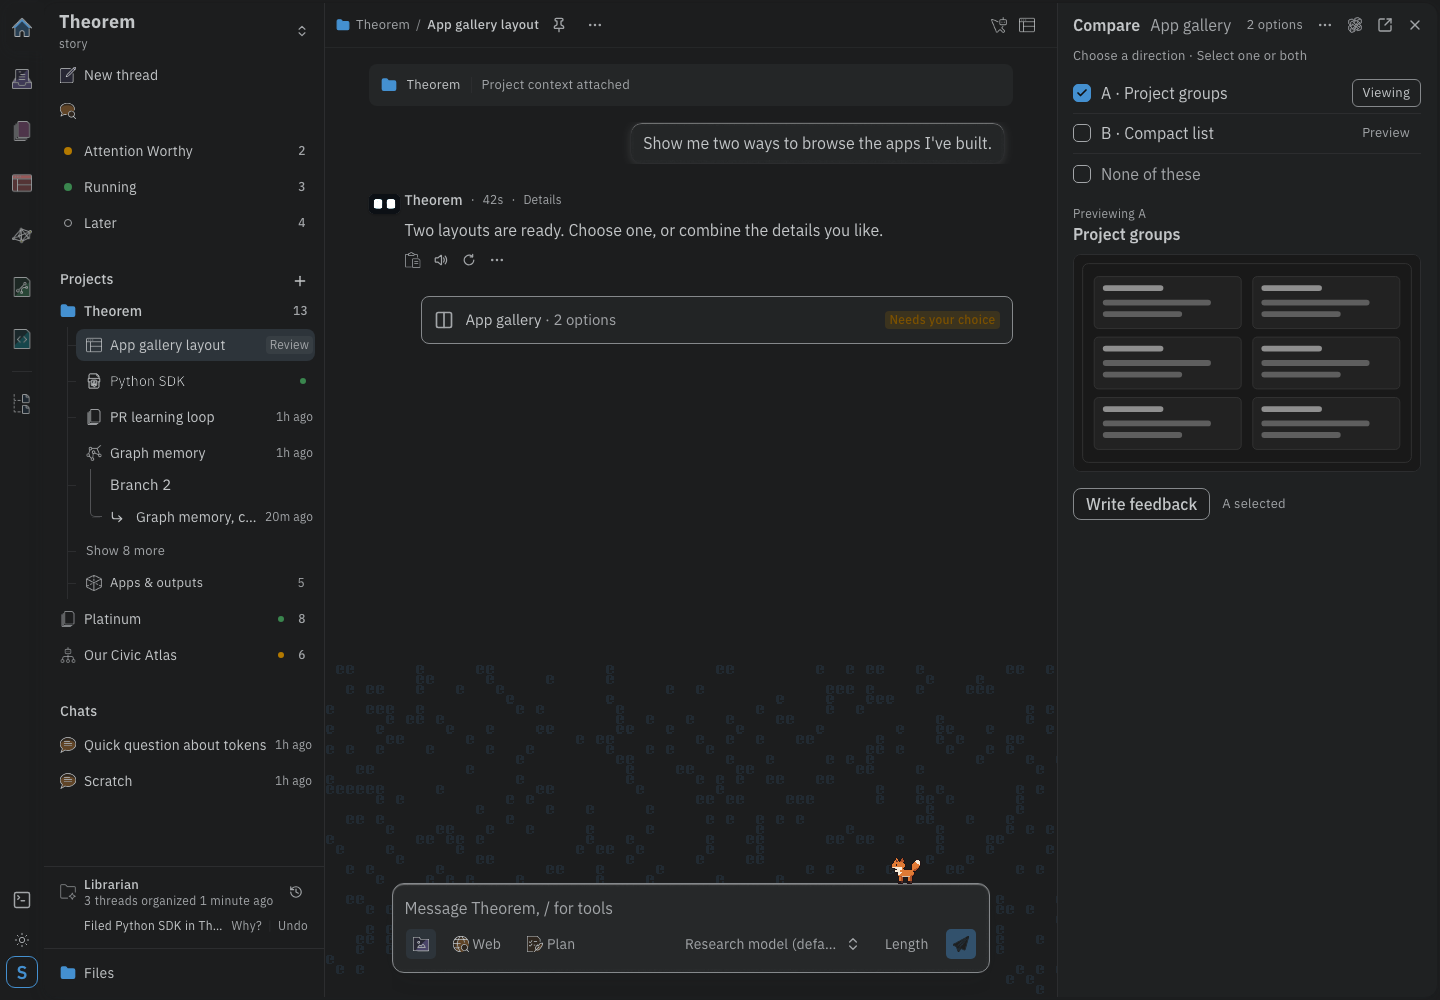 Theorem
story
New thread
Attention Worthy 2
Running 3
Later 4
Projects
Theorem 13
App gallery layout Review
Python SDK
PR learning loop 1h ago
Graph memory 1h ago
Branch 2
Graph memory, c... 20m ago
Show 8 more
Apps & outputs 5
Platinum 8
Our Civic Atlas 6
Chats
Quick question about tokens 1h ago
Scratch 1h ago
Librarian
3 threads organized 1 minute ago
Filed Python SDK in Th... Why? Undo
S
Files
Theorem / App gallery layout
Theorem Project context attached
Show me two ways to browse the apps I've built.
Theorem · 42s · Details
Two layouts are ready. Choose one, or combine the details you like.
App gallery · 2 options Needs your choice
Message Theorem, / for tools
Web Plan Research model (defa... Length
Compare App gallery 2 options
Choose a direction · Select one or both
A · Project groups Viewing
B · Compact list Preview
None of these
Previewing A
Project groups
Write feedback A selected